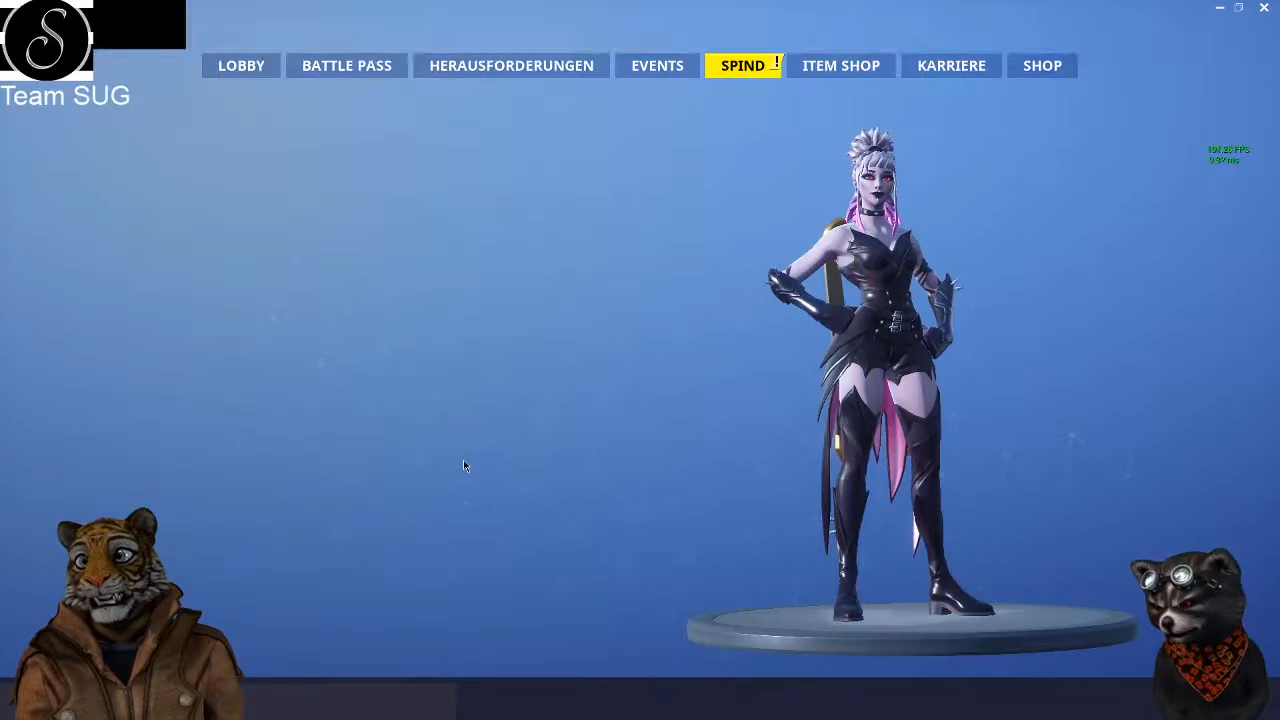 S
LOBBY BATTLE PASS HERAUSFORDERUNGEN EVENTS SPIND ! ITEM SHOP KARRIERE SHOP
Team SUG